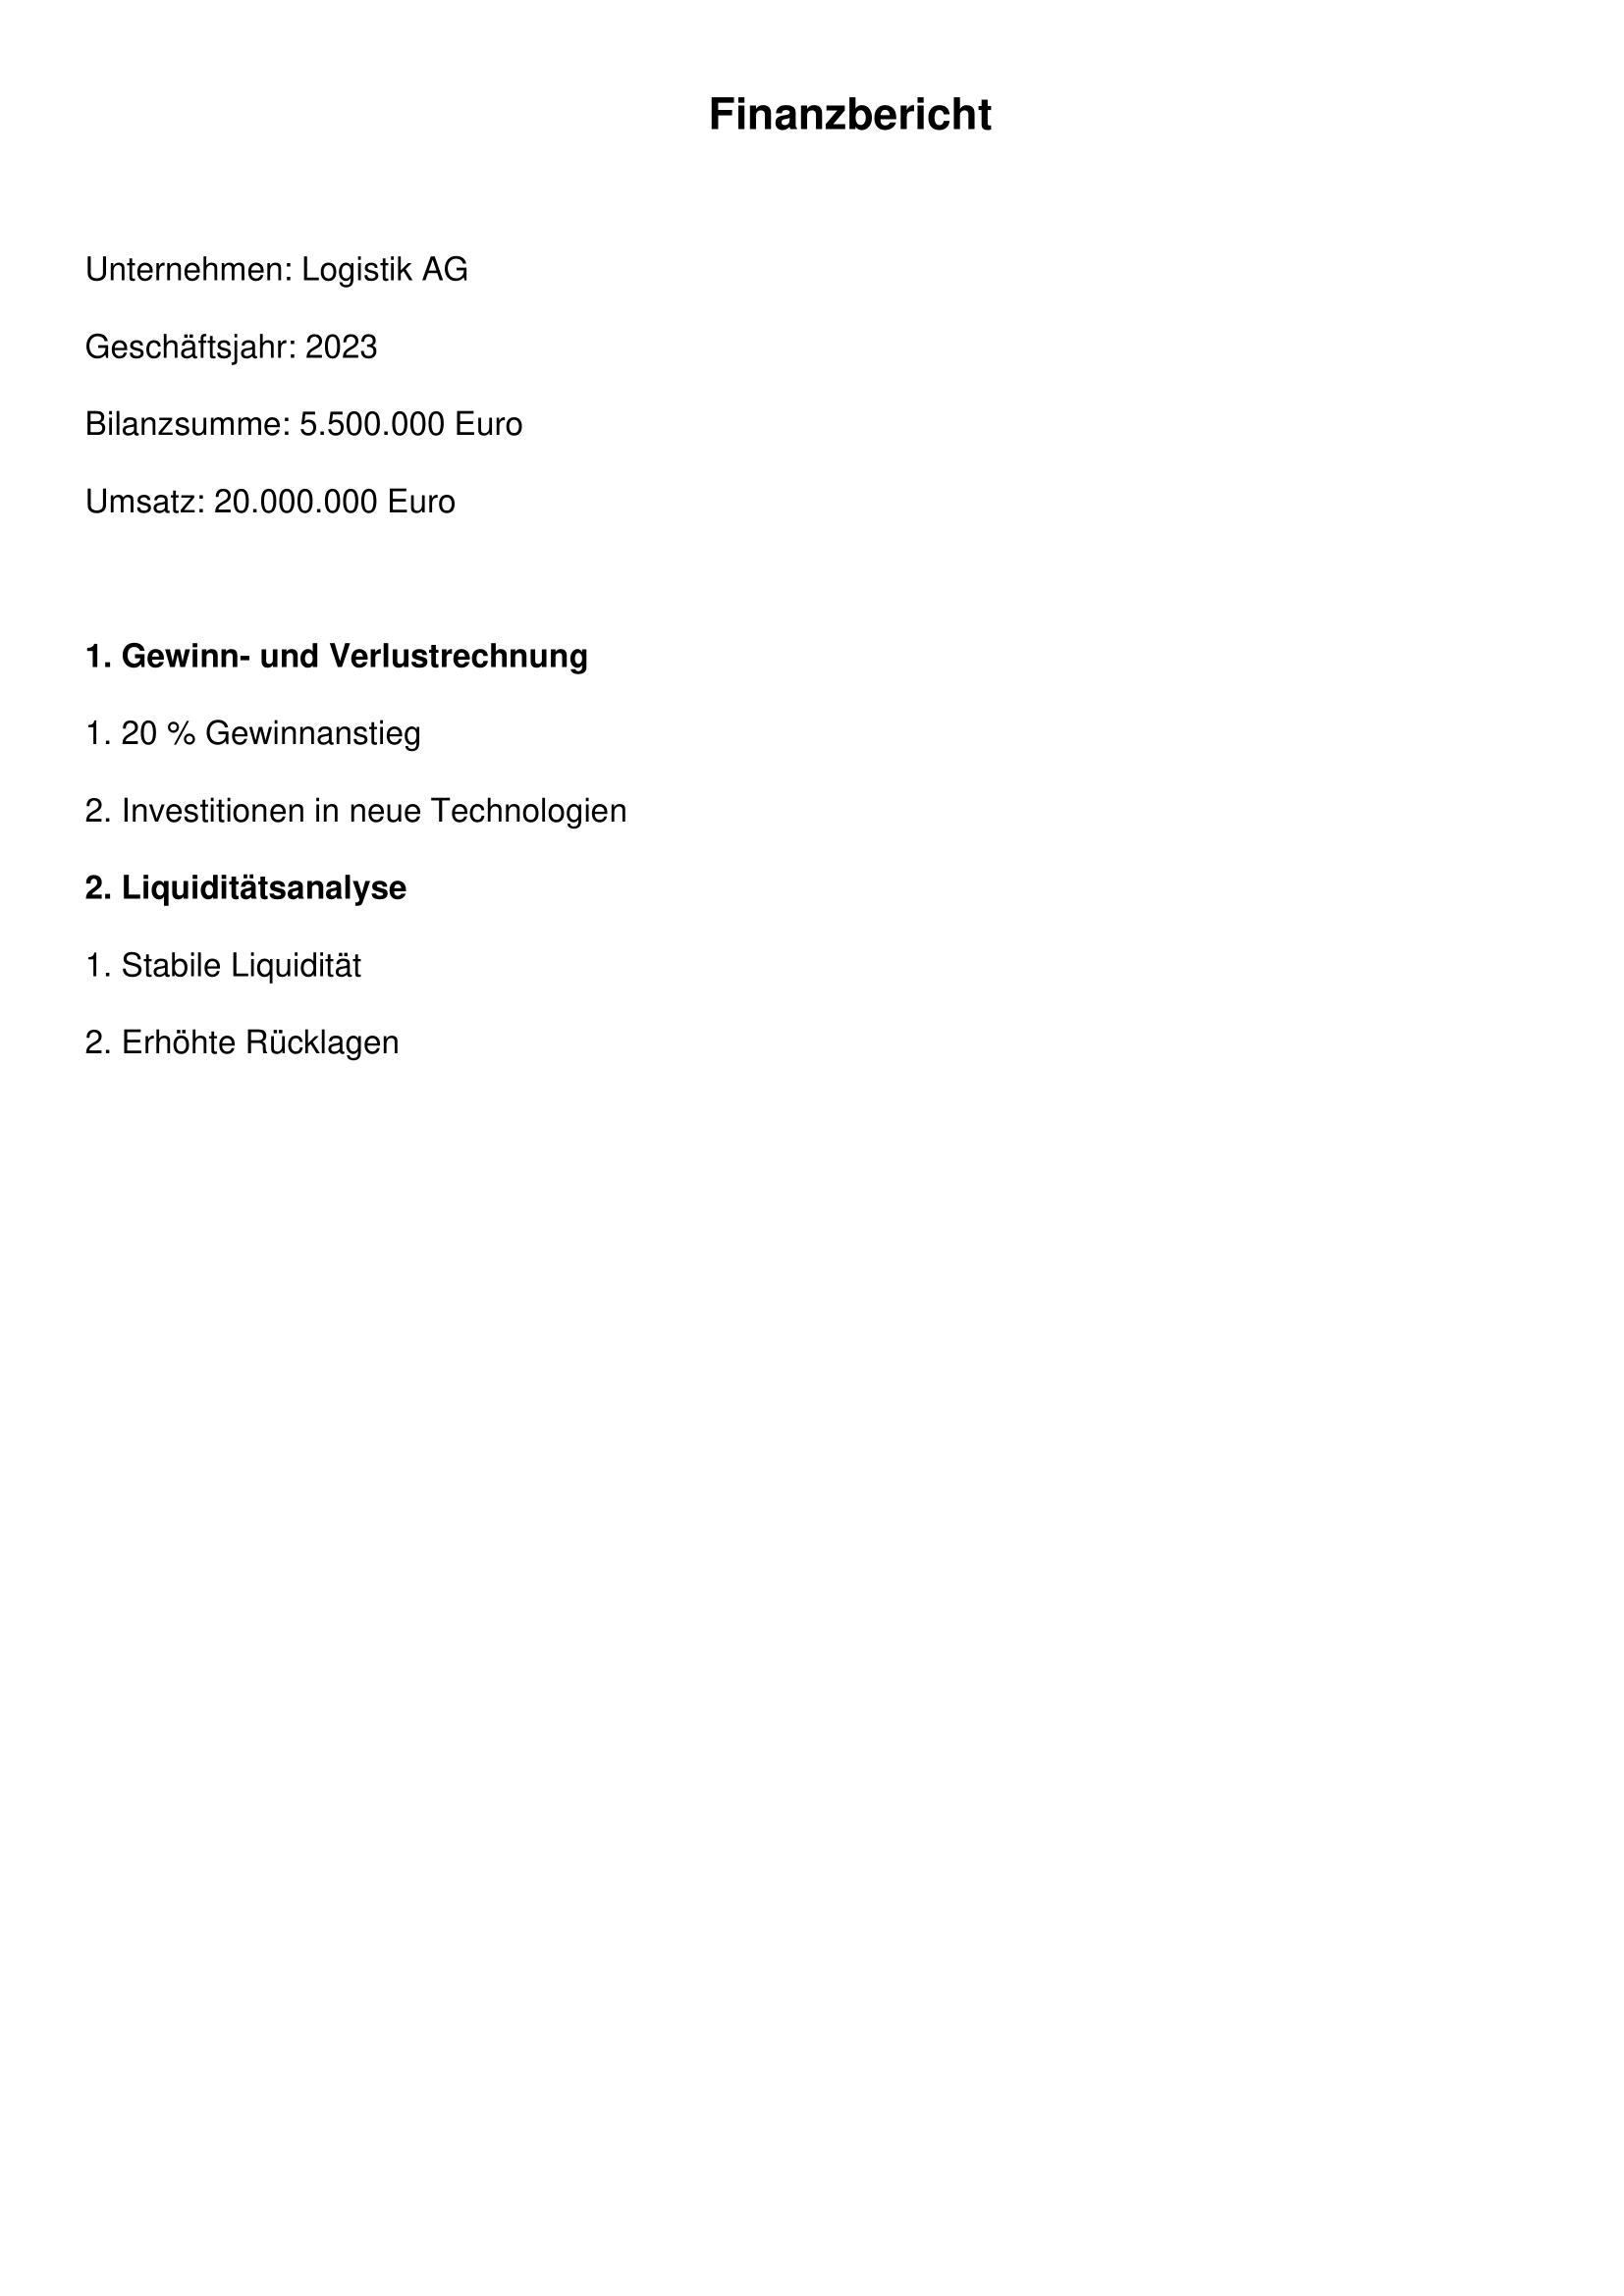 Finanzbericht
Unternehmen: Logistik AG
Geschäftsjahr: 2023
Bilanzsumme: 5.500.000 Euro
Umsatz: 20.000.000 Euro
1. Gewinn- und Verlustrechnung
1. 20 % Gewinnanstieg
2. Investitionen in neue Technologien
2. Liquiditätsanalyse
1. Stabile Liquidität
2. Erhöhte Rücklagen